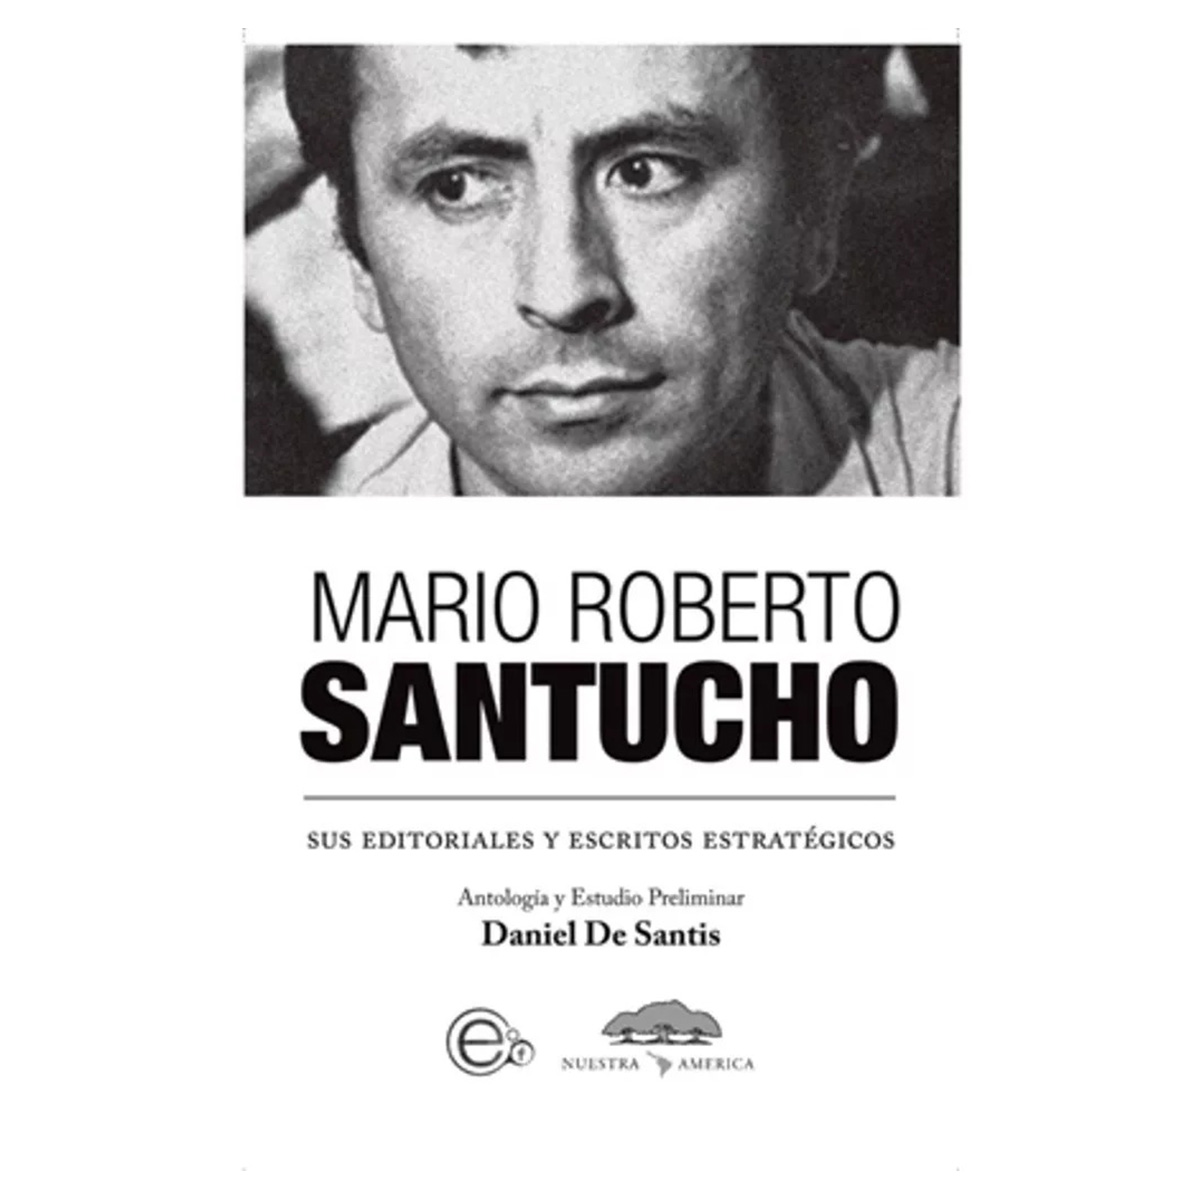 MARIO ROBERTO
SANTUCHO
SUS EDITORIALES Y ESCRITOS ESTRATÉGICOS
Antología y Estudio Preliminar
Daniel De Santis
e f
NUESTRA AMERICA